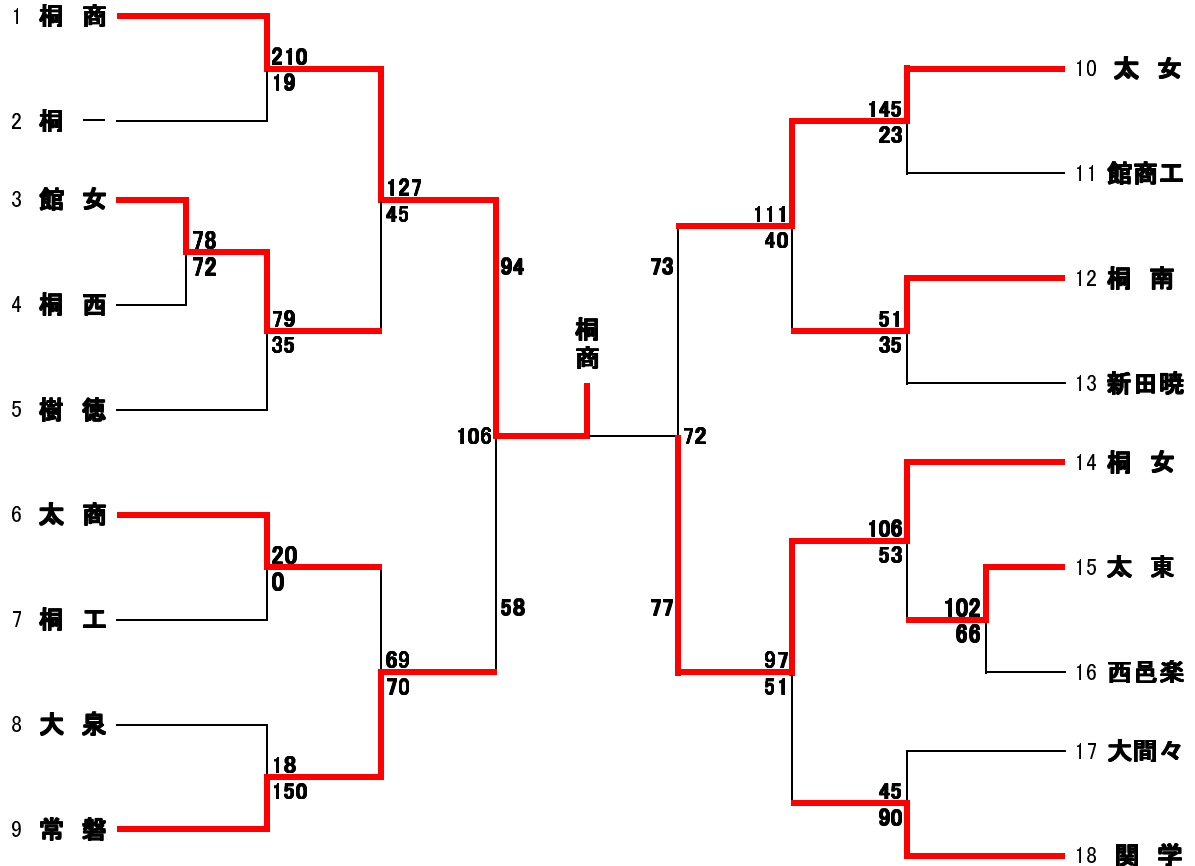 1 桐 商
210
19
2 桐 一
127
45
3 館 女
78
72
4 桐 西
79
35
5 樹 徳
94
106
6 太 商
20
0
7 桐 工
58
69
70
8 大 泉
18
150
9 常 磐
桐
商
10 太 女
145
23
11 館商工
111
40
73
12 桐 南
51
35
13 新田暁
72
14 桐 女
106
53
15 太 東
102
66
77
97
51
16 西邑楽
17 大間々
45
90
18 関 学